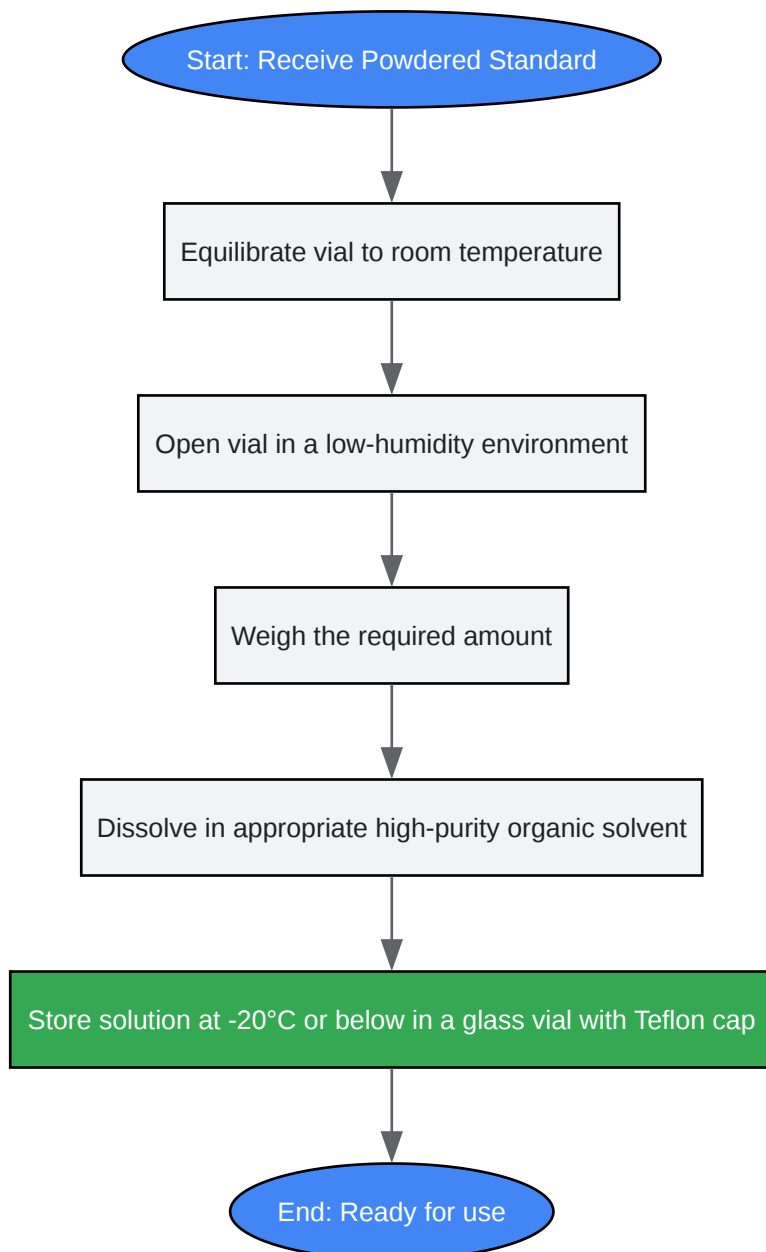 Start: Receive Powdered Standard
Equilibrate vial to room temperature
Open vial in a low-humidity environment
Weigh the required amount
Dissolve in appropriate high-purity organic solvent
Store solution at -20°C or below in a glass vial with Teflon cap
End: Ready for use